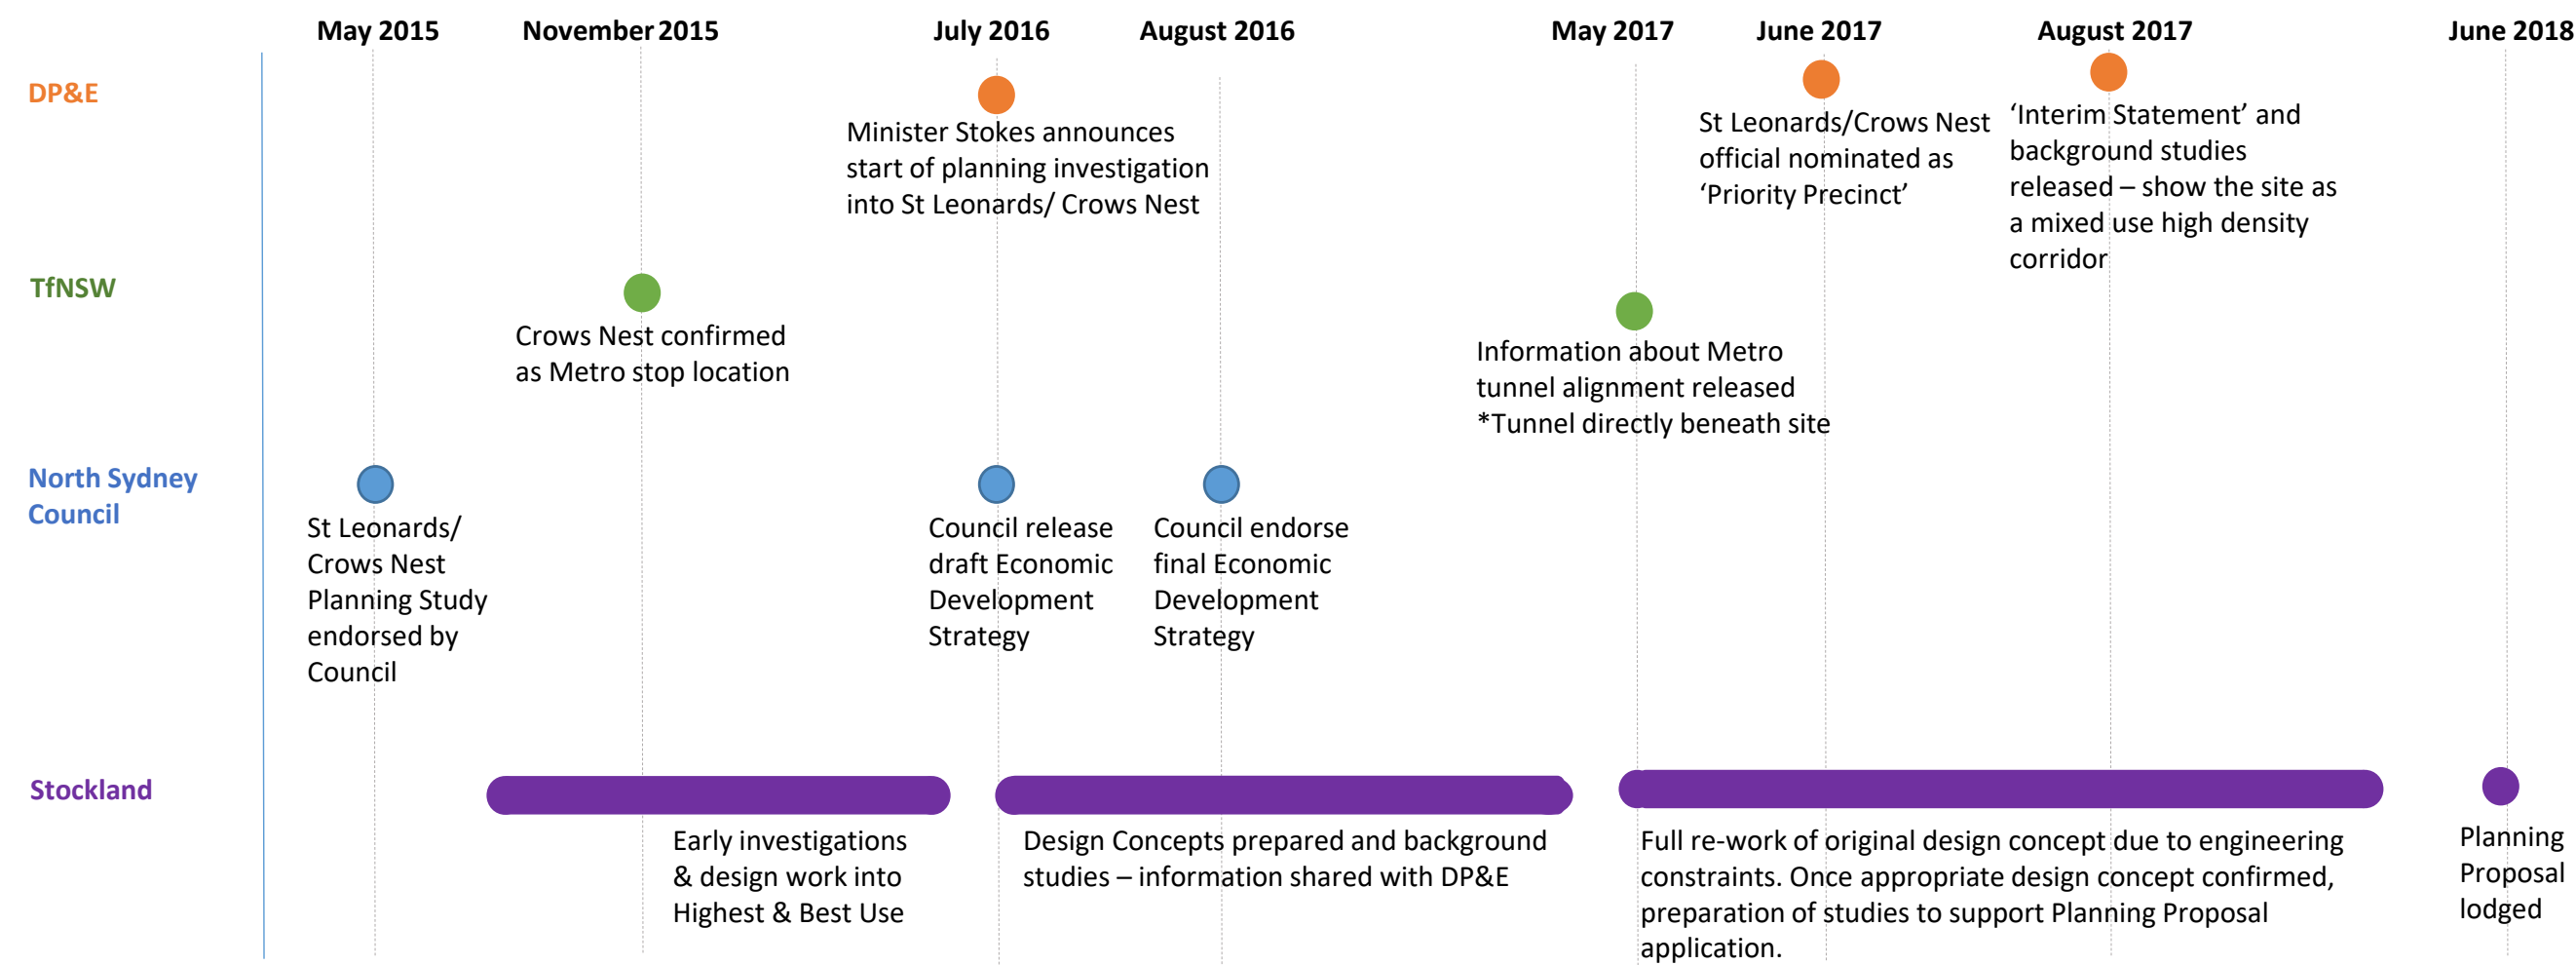 May 2015
November 2015
July 2016
August 2016
May 2017
June 2017
August 2017
June 2018
DP&E
Minister Stokes announces
start of planning investigation
into St Leonards/ Crows Nest
St Leonards/Crows Nest
official nominated as
‘Priority Precinct’
‘Interim Statement’ and
background studies
released – show the site as
a mixed use high density
corridor
TfNSW
Crows Nest confirmed
as Metro stop location
Information about Metro
tunnel alignment released
*Tunnel directly beneath site
North Sydney
Council
St Leonards/
Crows Nest
Planning Study
endorsed by
Council
Council release
draft Economic
Development
Strategy
Council endorse
final Economic
Development
Strategy
Stockland
Early investigations
& design work into
Highest & Best Use
Design Concepts prepared and background
studies – information shared with DP&E
Full re-work of original design concept due to engineering
constraints. Once appropriate design concept confirmed,
preparation of studies to support Planning Proposal
application.
Planning
Proposal
lodged